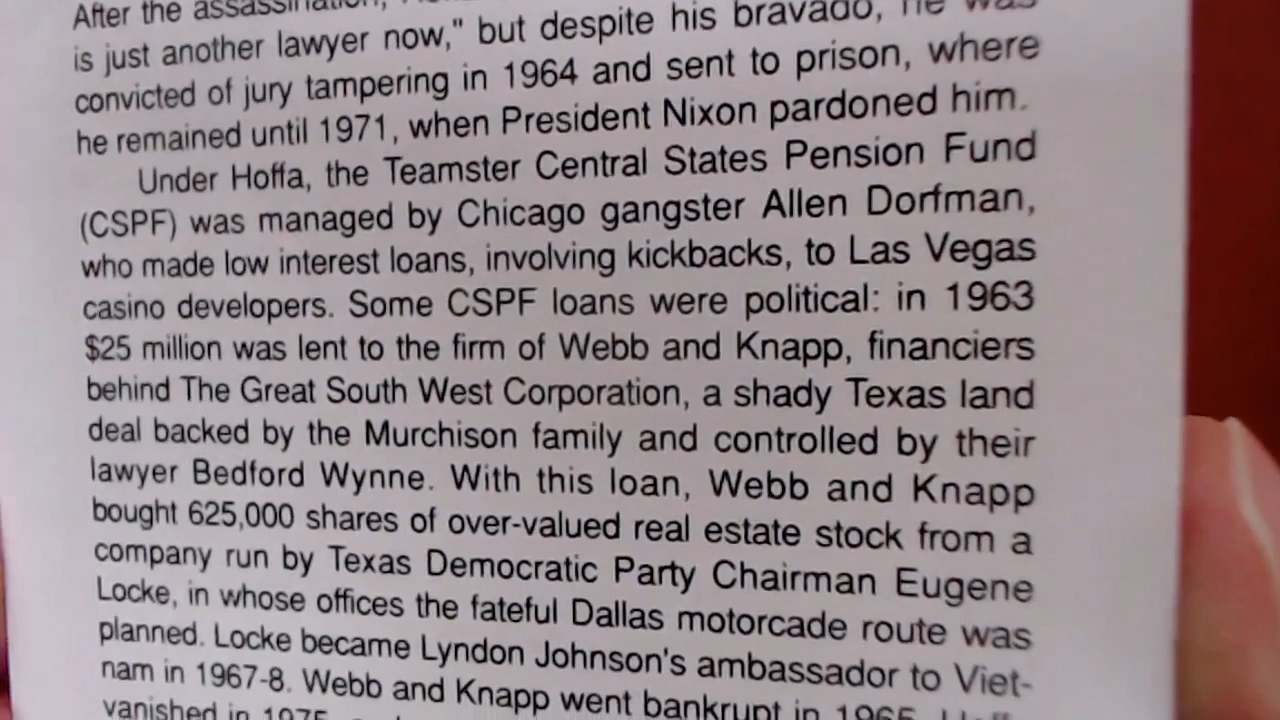 After the assassination,
is just another lawyer now," but despite his bravado, he was
convicted of jury tampering in 1964 and sent to prison, where
he remained until 1971, when President Nixon pardoned him.
Under Hoffa, the Teamster Central States Pension Fund
(CSPF) was managed by Chicago gangster Allen Dorfman,
who made low interest loans, involving kickbacks, to Las Vegas
casino developers. Some CSPF loans were political: in 1963
$25 million was lent to the firm of Webb and Knapp, financiers
behind The Great South West Corporation, a shady Texas land
deal backed by the Murchison family and controlled by their
lawyer Bedford Wynne. With this loan, Webb and Knapp
bought 625,000 shares of over-valued real estate stock from a
company run by Texas Democratic Party Chairman Eugene
Locke, in whose offices the fateful Dallas motorcade route was
planned. Locke became Lyndon Johnson's ambassador to Viet-
nam in 1967-8. Webb and Knapp went bankrupt in 1965.
vanished in 1975